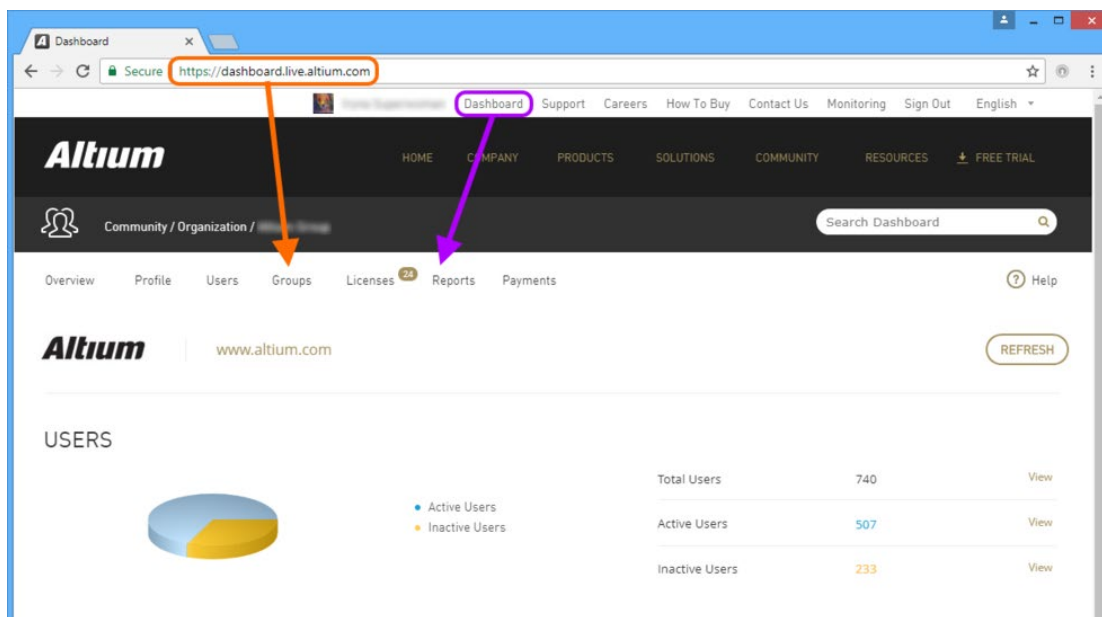 Dashboard
Secure https://dashboard.live.altium.com
Dashboard Support Careers How To Buy Contact Us Monitoring Sign Out English
Altium HOME COMPANY PRODUCTS SOLUTIONS COMMUNITY RESOURCES FREE TRIAL
Community / Organization / Search Dashboard
Overview Profile Users Groups Licenses 24 Reports Payments Help
Altium www.altium.com REFRESH
USERS
Total Users 740 View
Active Users
Inactive Users
Active Users 507 View
Inactive Users 233 View